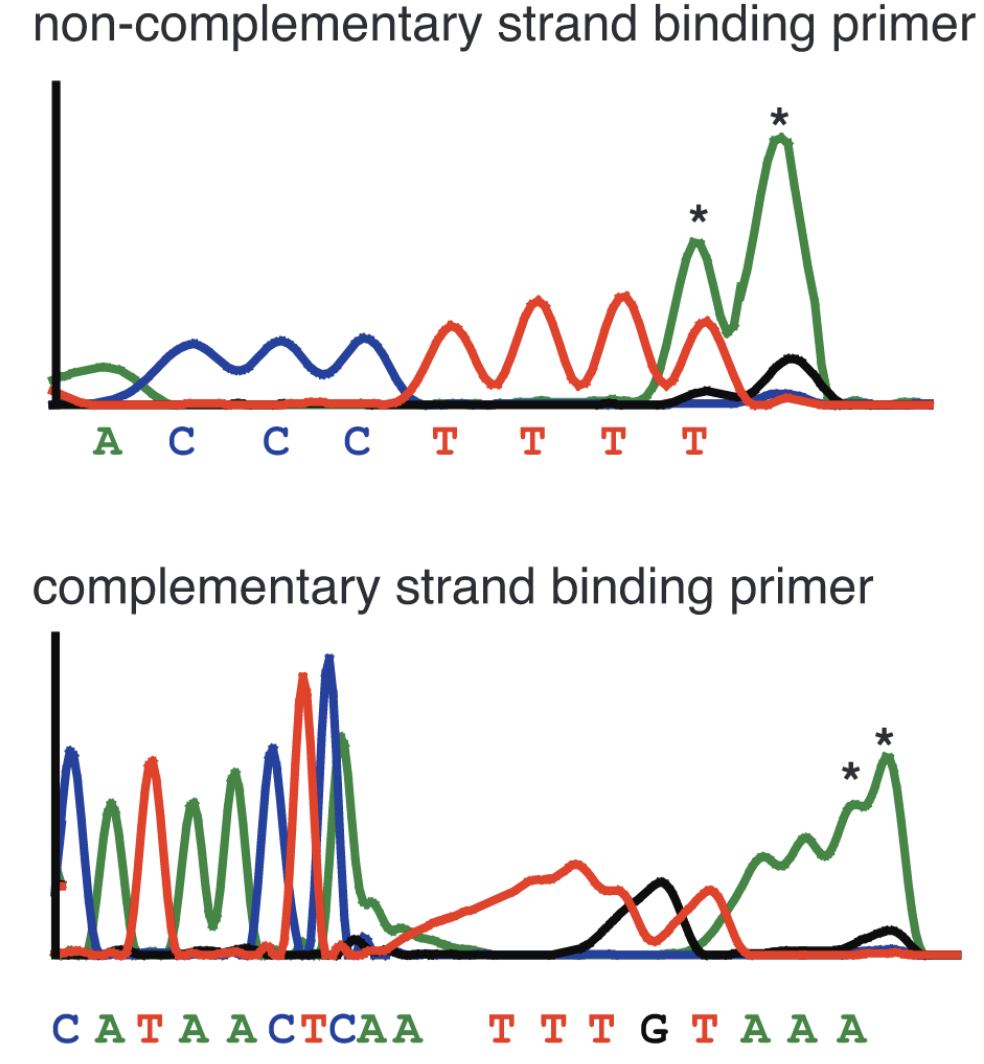 non-complementary strand binding primer
*
*
A C C C T T T T
complementary strand binding primer
*
*
C A T A A C T C A A T T T G T A A A